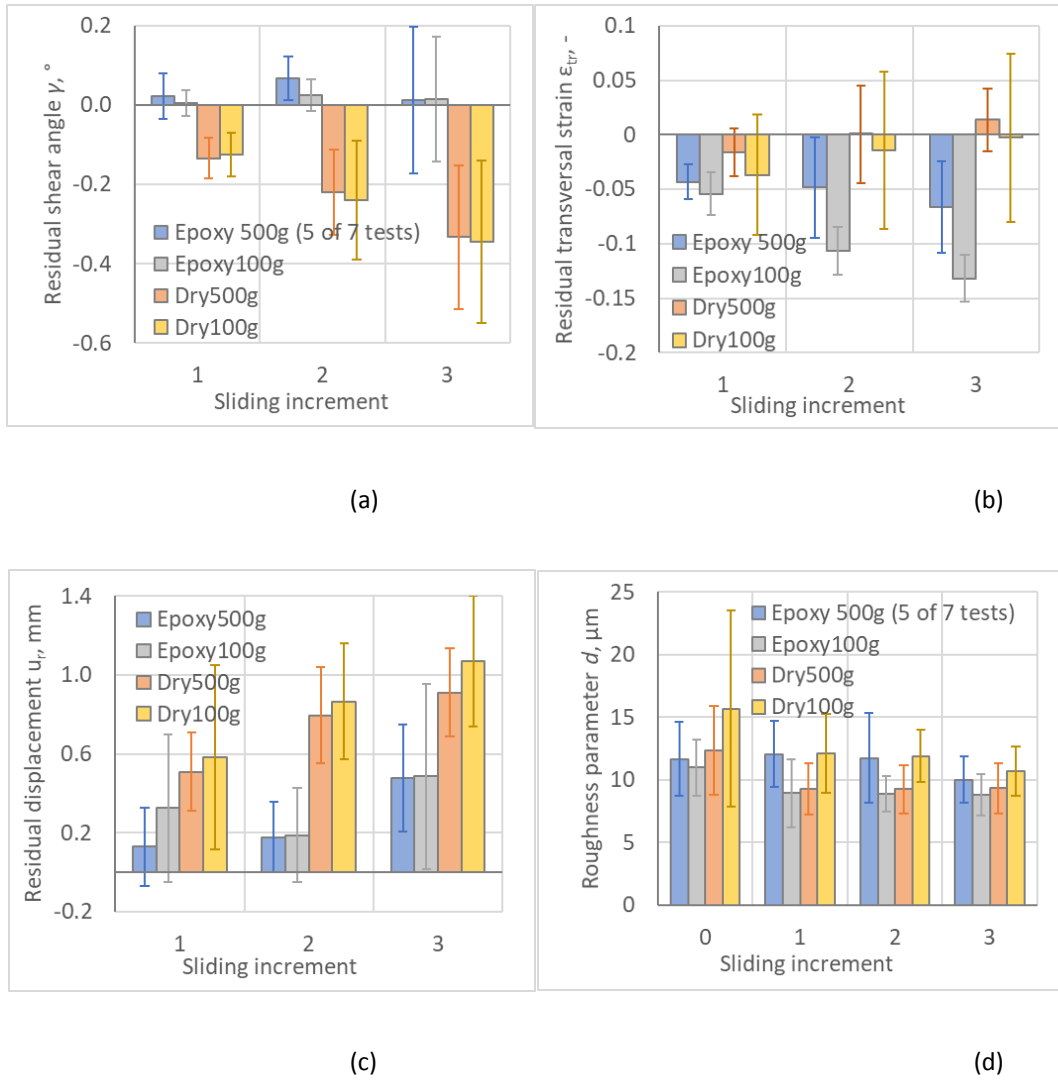 Residual shear angle γ, °
0.2
0.0
-0.2
-0.4
-0.6
Epoxy 500g (5 of 7 tests)
Epoxy100g
Dry500g
Dry100g
1 2 3
Sliding increment
(a)
Residual transversal strain εtr, -
0.1
0.05
0
-0.05
-0.1
-0.15
-0.2
Epoxy 500g
Epoxy100g
Dry500g
Dry100g
1 2 3
Sliding increment
(b)
Residual displacement ur, mm
1.4
1.0
0.6
0.2
-0.2
Epoxy500g
Epoxy100g
Dry500g
Dry100g
1 2 3
Sliding increment
(c)
Roughness parameter d, µm
25
20
15
10
5
0
Epoxy 500g (5 of 7 tests)
Epoxy100g
Dry500g
Dry100g
0 1 2 3
Sliding increment
(d)